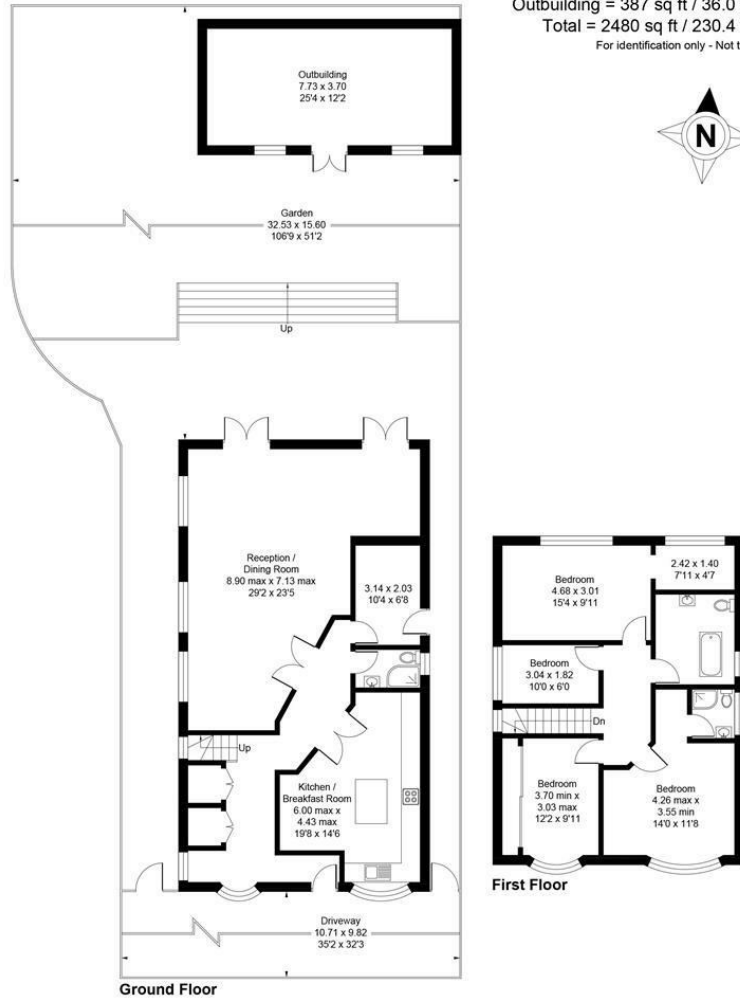 Outbuilding = 387 sq ft / 36.0
Total = 2480 sq ft / 230.4
For identification only - Not t
N
Outbuilding
7.73 x 3.70
25'4 x 12'2
Garden
32.53 x 15.60
106'9 x 51'2
Up
Reception /
Dining Room
8.90 max x 7.13 max
29'2 x 23'5
3.14 x 2.03
10'4 x 6'8
Up
Kitchen /
Breakfast Room
6.00 max x
4.43 max
19'8 x 14'6
Driveway
10.71 x 9.82
35'2 x 32'3
Ground Floor
Bedroom
4.68 x 3.01
15'4 x 9'11
2.42 x 1.40
7'11 x 4'7
Bedroom
3.04 x 1.82
10'0 x 6'0
Dn
Bedroom
3.70 min x
3.03 max
12'2 x 9'11
Bedroom
4.26 max x
3.55 min
14'0 x 11'8
First Floor